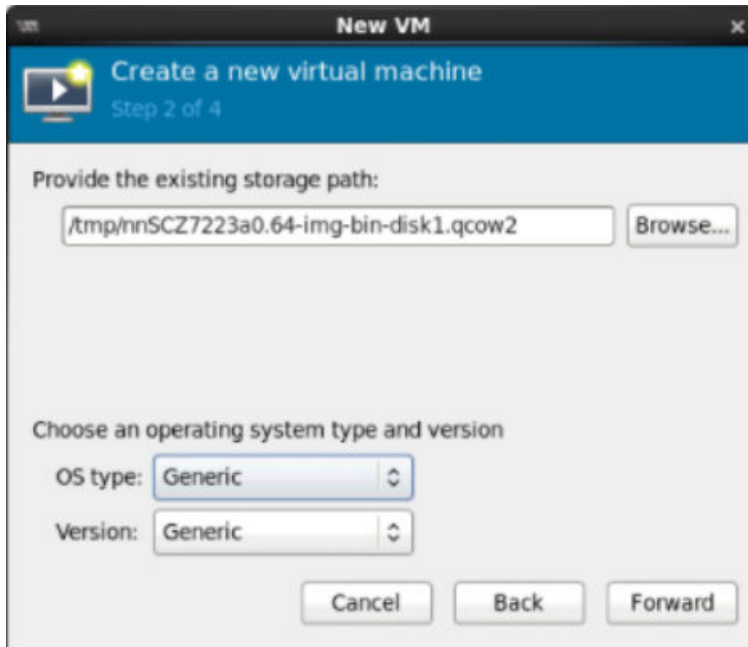 New VM
Create a new virtual machine
Step 2 of 4
Provide the existing storage path:
/tmp/nnSCZ7223a0.64-img-bin-disk1.qcow2 Browse...
Choose an operating system type and version
OS type: Generic
Version: Generic
Cancel Back Forward